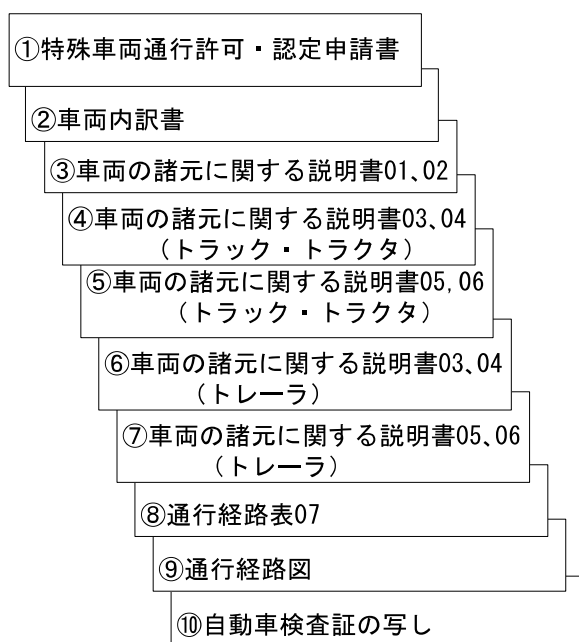 ①特殊車両通行許可・認定申請書
②車両内訳書
③車両の諸元に関する説明書01、02
④車両の諸元に関する説明書03、04
(トラック・トラクタ)
⑤車両の諸元に関する説明書05,06
(トラック・トラクタ)
⑥車両の諸元に関する説明書03、04
(トレーラ)
⑦車両の諸元に関する説明書05、06
(トレーラ)
⑧通行経路表07
⑨通行経路図
⑩自動車検査証の写し